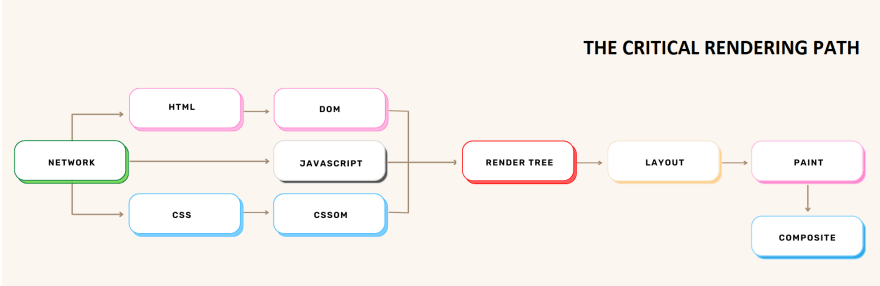 THE CRITICAL RENDERING PATH
HTML
DOM
NETWORK
JAVASCRIPT
RENDER TREE
LAYOUT
PAINT
CSS
CSSOM
COMPOSITE